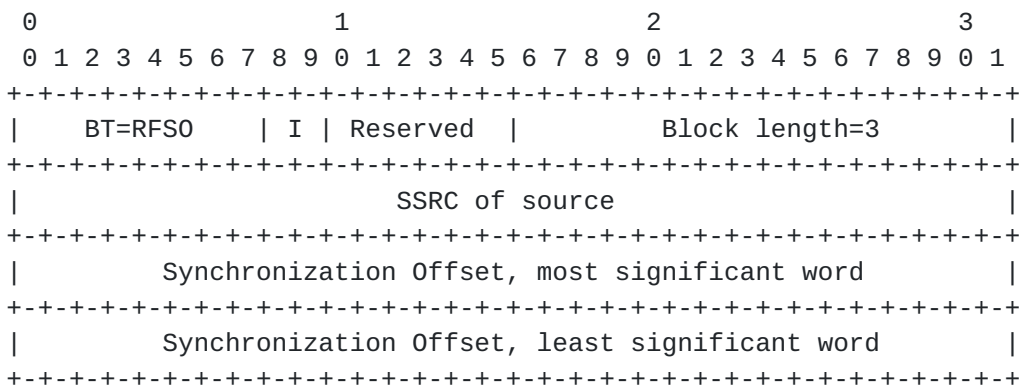 0                   1                   2                   3
 0 1 2 3 4 5 6 7 8 9 0 1 2 3 4 5 6 7 8 9 0 1 2 3 4 5 6 7 8 9 0 1
+-+-+-+-+-+-+-+-+-+-+-+-+-+-+-+-+-+-+-+-+-+-+-+-+-+-+-+-+-+-+-+-+
|    BT=RFSO    | I | Reserved  |         Block length=3        |
+-+-+-+-+-+-+-+-+-+-+-+-+-+-+-+-+-+-+-+-+-+-+-+-+-+-+-+-+-+-+-+-+
|                        SSRC of source                         |
+-+-+-+-+-+-+-+-+-+-+-+-+-+-+-+-+-+-+-+-+-+-+-+-+-+-+-+-+-+-+-+-+
|         Synchronization Offset, most significant word         |
+-+-+-+-+-+-+-+-+-+-+-+-+-+-+-+-+-+-+-+-+-+-+-+-+-+-+-+-+-+-+-+-+
|         Synchronization Offset, least significant word        |
+-+-+-+-+-+-+-+-+-+-+-+-+-+-+-+-+-+-+-+-+-+-+-+-+-+-+-+-+-+-+-+-+